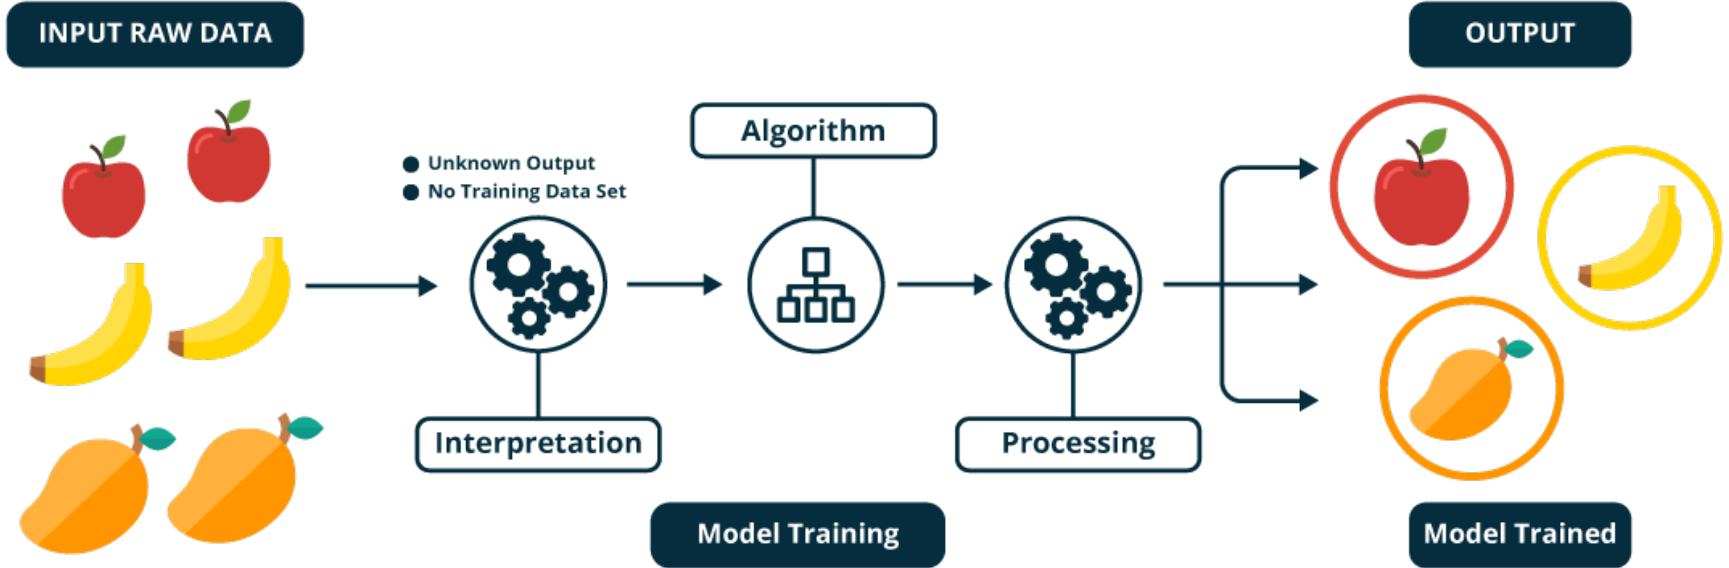 INPUT RAW DATA
OUTPUT
Algorithm
Unknown Output
No Training Data Set
Interpretation
Processing
Model Training
Model Trained